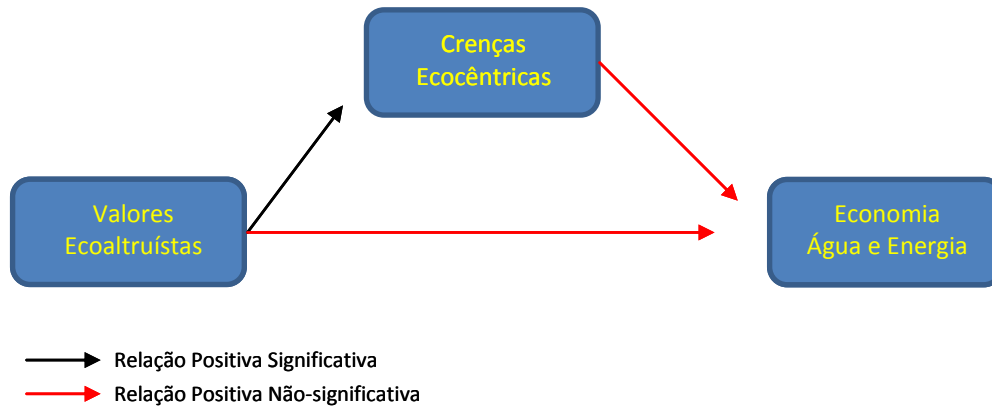 Crenças
Ecocêntricas
Valores
Ecoaltruístas
Economia
Água e Energia
Relação Positiva Significativa
Relação Positiva Não-significativa